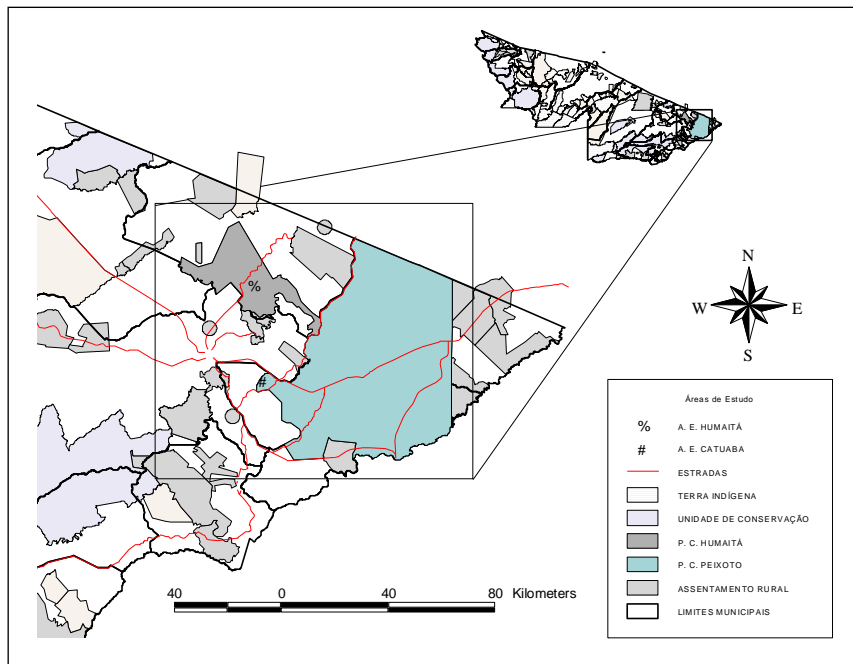 N
W E
S
%
#
Áreas de Estudo
% A. E. HUMAITÁ
# A. E. CATUABA
ESTRADAS
TERRA INDÍGENA
UNIDADE DE CONSERVAÇÃO
P. C. HUMAITÁ
P. C. PEIXOTO
ASSENTAMENTO RURAL
LIMITES MUNICIPAIS
40 0 40 80 Kilometers